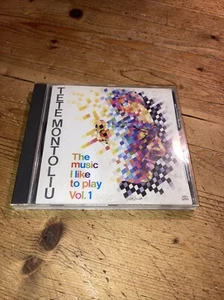 TETE MONTOLIU
The
music
i like
to play
Vol. 1